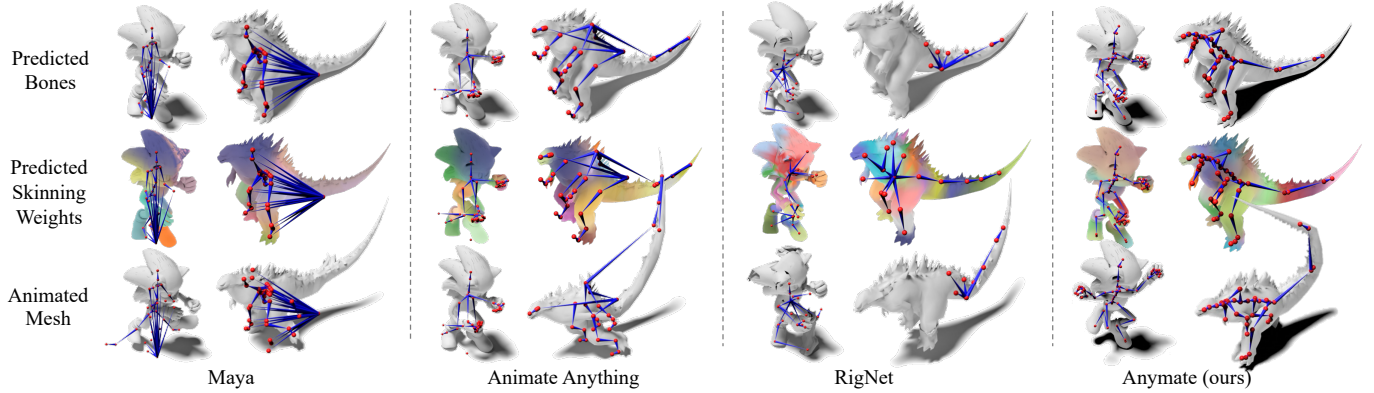 Predicted
Bones
Predicted
Skinning
Weights
Animated
Mesh
Maya
Animate Anything
RigNet
Anymate (ours)